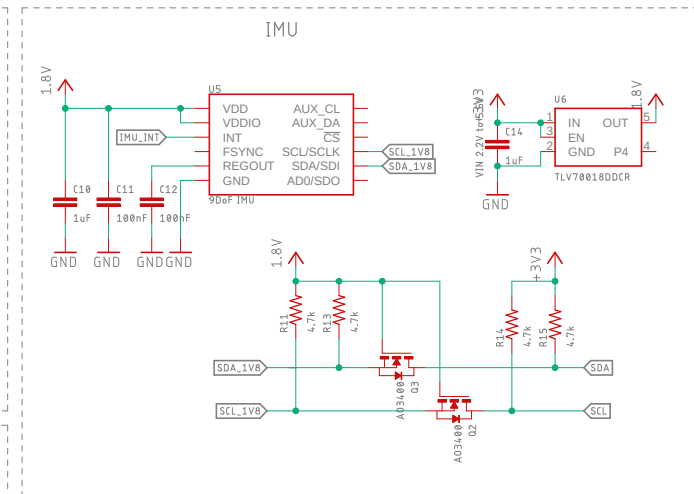 IMU
1.8V
U5
VDD
VDDIO
INT
FSYNC
REGOUT
GND
AUX_CL
AUX_DA
CS
SCL/SCLK
SDA/SDI
AD0/SDO
9DoF IMU
IMU_INT
SCL_1V8
SDA_1V8
C10
1uF
C11
100nF
C12
100nF
GND
GND
GND
GND
+3V3
VIN 2.2V to
C14
1uF
GND
U6
1
3
2
IN
EN
GND
OUT
P4
5
4
1.8V
TLV70018DDCR
1.8V
+3V3
R11
4.7k
R13
4.7k
R14
4.7k
R15
4.7k
SDA_1V8
SDA
AO3400
Q3
SCL_1V8
SCL
AO3400
Q2